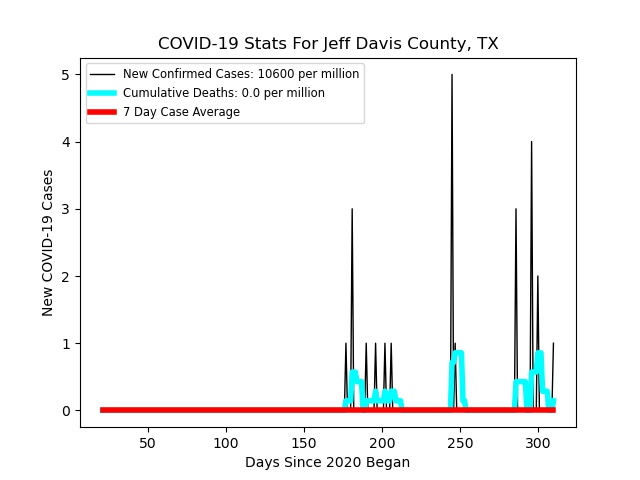 COVID-19 Stats For Jeff Davis County, TX
New Confirmed Cases: 10600 per million
Cumulative Deaths: 0.0 per million
7 Day Case Average
New COVID-19 Cases
5
4
3
2
1
0
50 100 150 200 250 300
Days Since 2020 Began